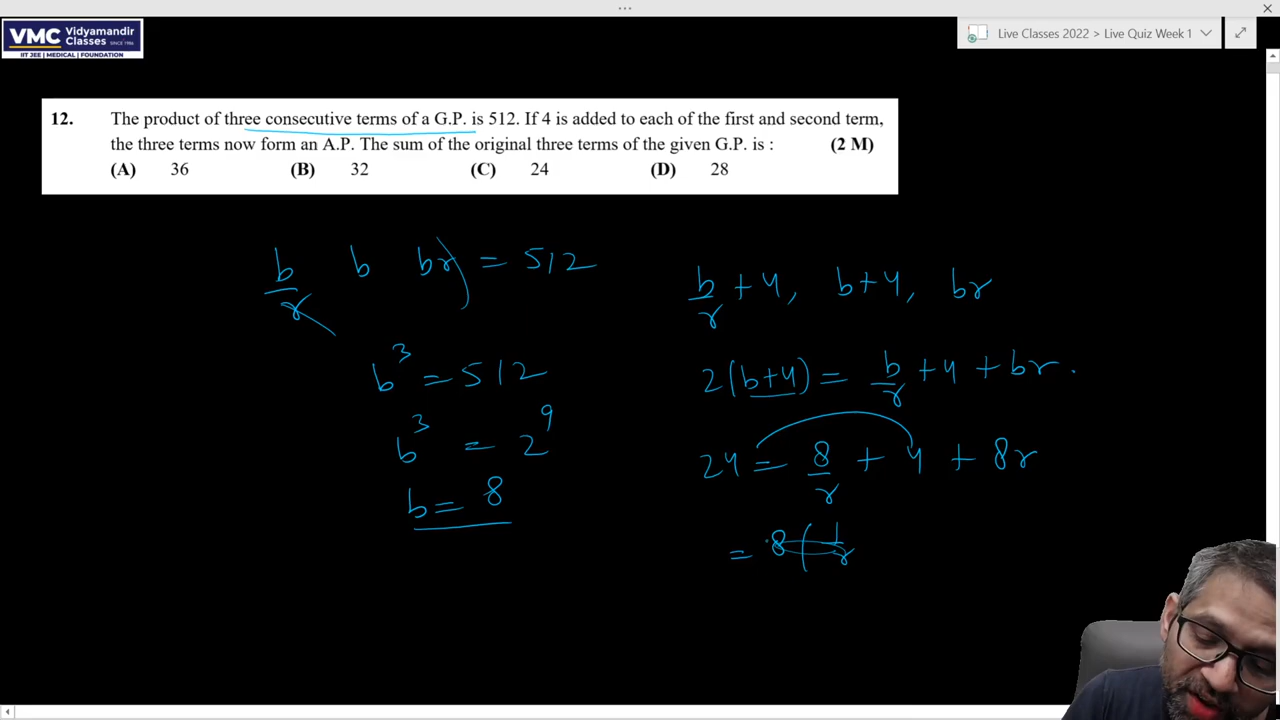 ...
VMC Vidyamandir Classes SINCE 1986
IIT JEE | MEDICAL | FOUNDATION
Live Classes 2022 > Live Quiz Week 1
12. The product of three consecutive terms of a G.P. is 512. If 4 is added to each of the first and second term,
the three terms now form an A.P. The sum of the original three terms of the given G.P. is : (2 M)
(A) 36 (B) 32 (C) 24 (D) 28
b/r b br = 512
b³ = 512
b³ = 2⁹
b = 8
b/r + 4, b+4, br
2(b+4) = b/r + 4 + br.
24 = 8/r + 4 + 8r
= 8(1/r